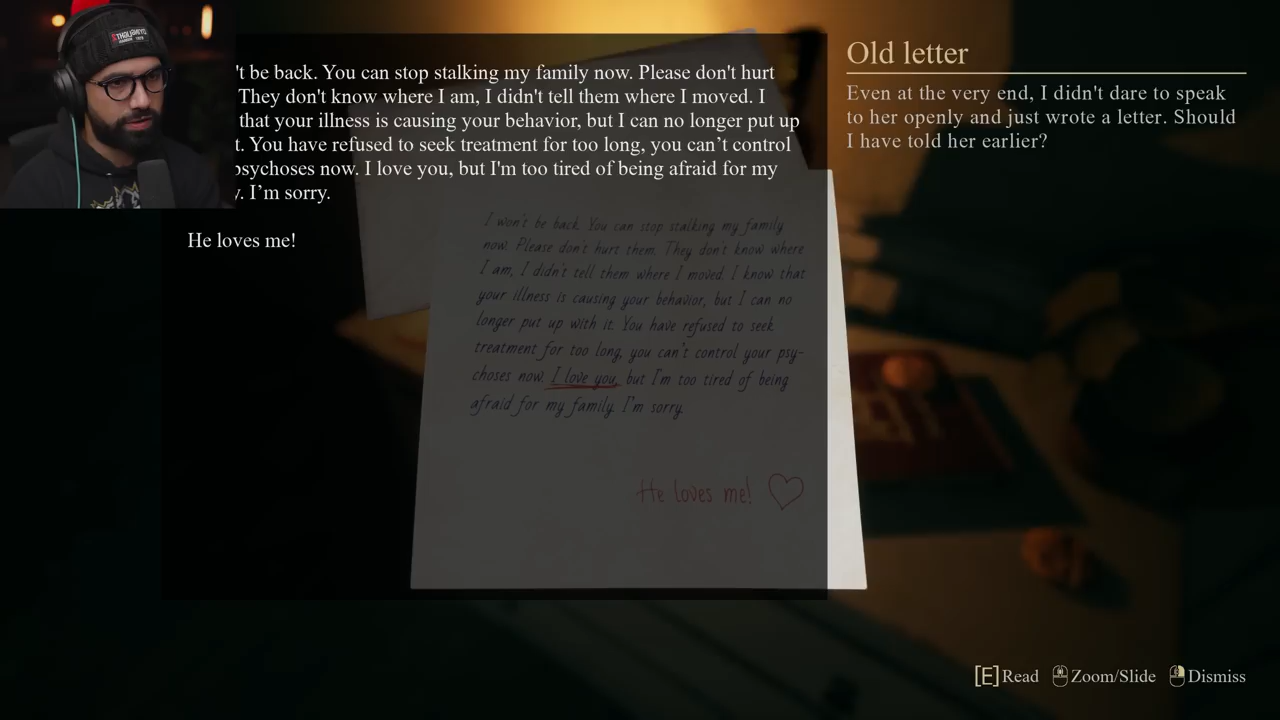 't be back. You can stop stalking my family now. Please don't hurt
They don't know where I am, I didn't tell them where I moved. I
that your illness is causing your behavior, but I can no longer put up
t. You have refused to seek treatment for too long, you can’t control
psychoses now. I love you, but I'm too tired of being afraid for my
y. I’m sorry.
He loves me!
I won't be back. You can stop stalking my family
now. Please don't hurt them. They don't know where
I am, I didn't tell them where I moved. I know that
your illness is causing your behavior, but I can no
longer put up with it. You have refused to seek
treatment for too long, you can't control your psy-
choses now. I love you, but I'm too tired of being
afraid for my family. I'm sorry.
He loves me!
Old letter
Even at the very end, I didn't dare to speak
to her openly and just wrote a letter. Should
I have told her earlier?
[E]Read Zoom/Slide Dismiss